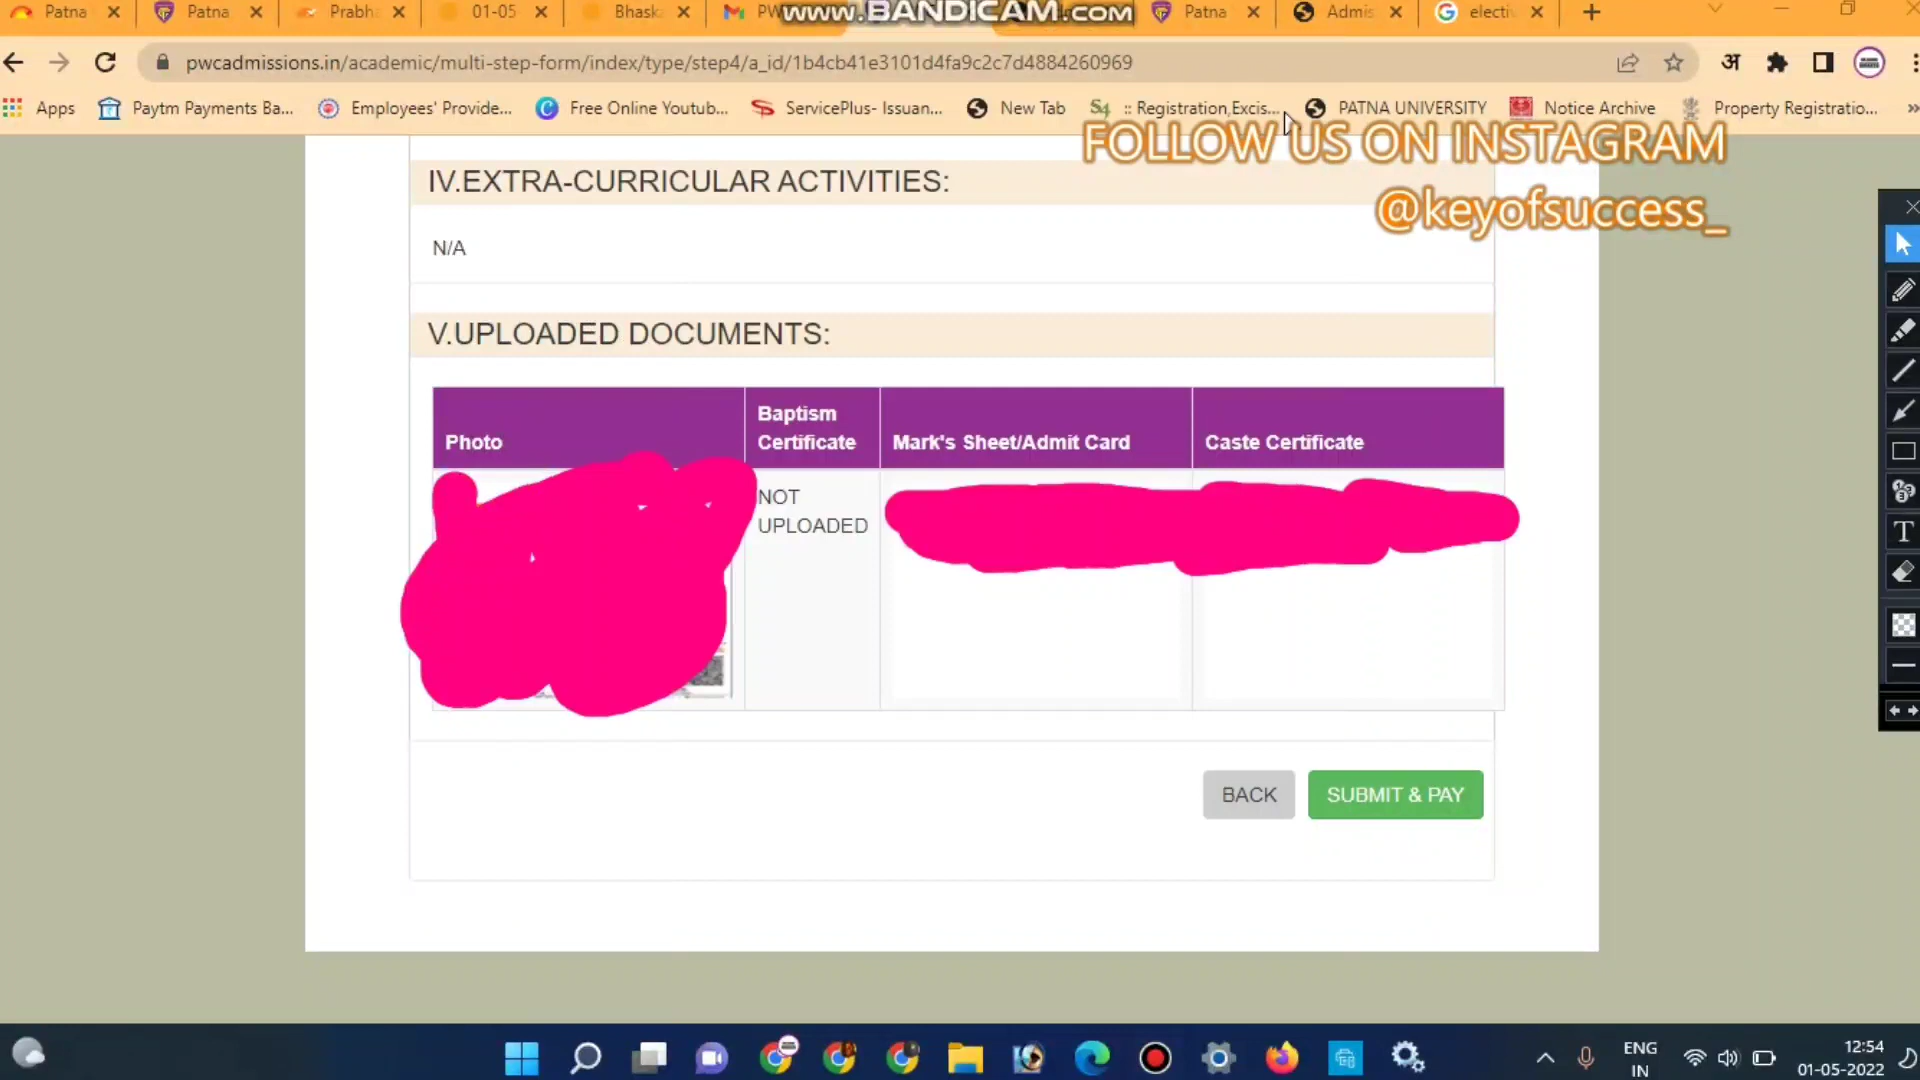 Patna
Patna
Prabh
01-05
Bhask
PW
www.BANDICAM.com
Patna
Admis
electi
pwcadmissions.in/academic/multi-step-form/index/type/step4/a_id/1b4cb41e3101d4fa9c2c7d4884260969
अ
Apps
Paytm Payments Ba...
Employees' Provide...
Free Online Youtub...
ServicePlus- Issuan...
New Tab
:: Registration,Excis...
PATNA UNIVERSITY
Notice Archive
Property Registratio...
»
FOLLOW US ON INSTAGRAM
@keyofsuccess_
IV.EXTRA-CURRICULAR ACTIVITIES:
N/A
V.UPLOADED DOCUMENTS:
Photo
Baptism
Certificate
Mark's Sheet/Admit Card
Caste Certificate
NOT
UPLOADED
BACK
SUBMIT & PAY
ENG
IN
12:54
01-05-2022